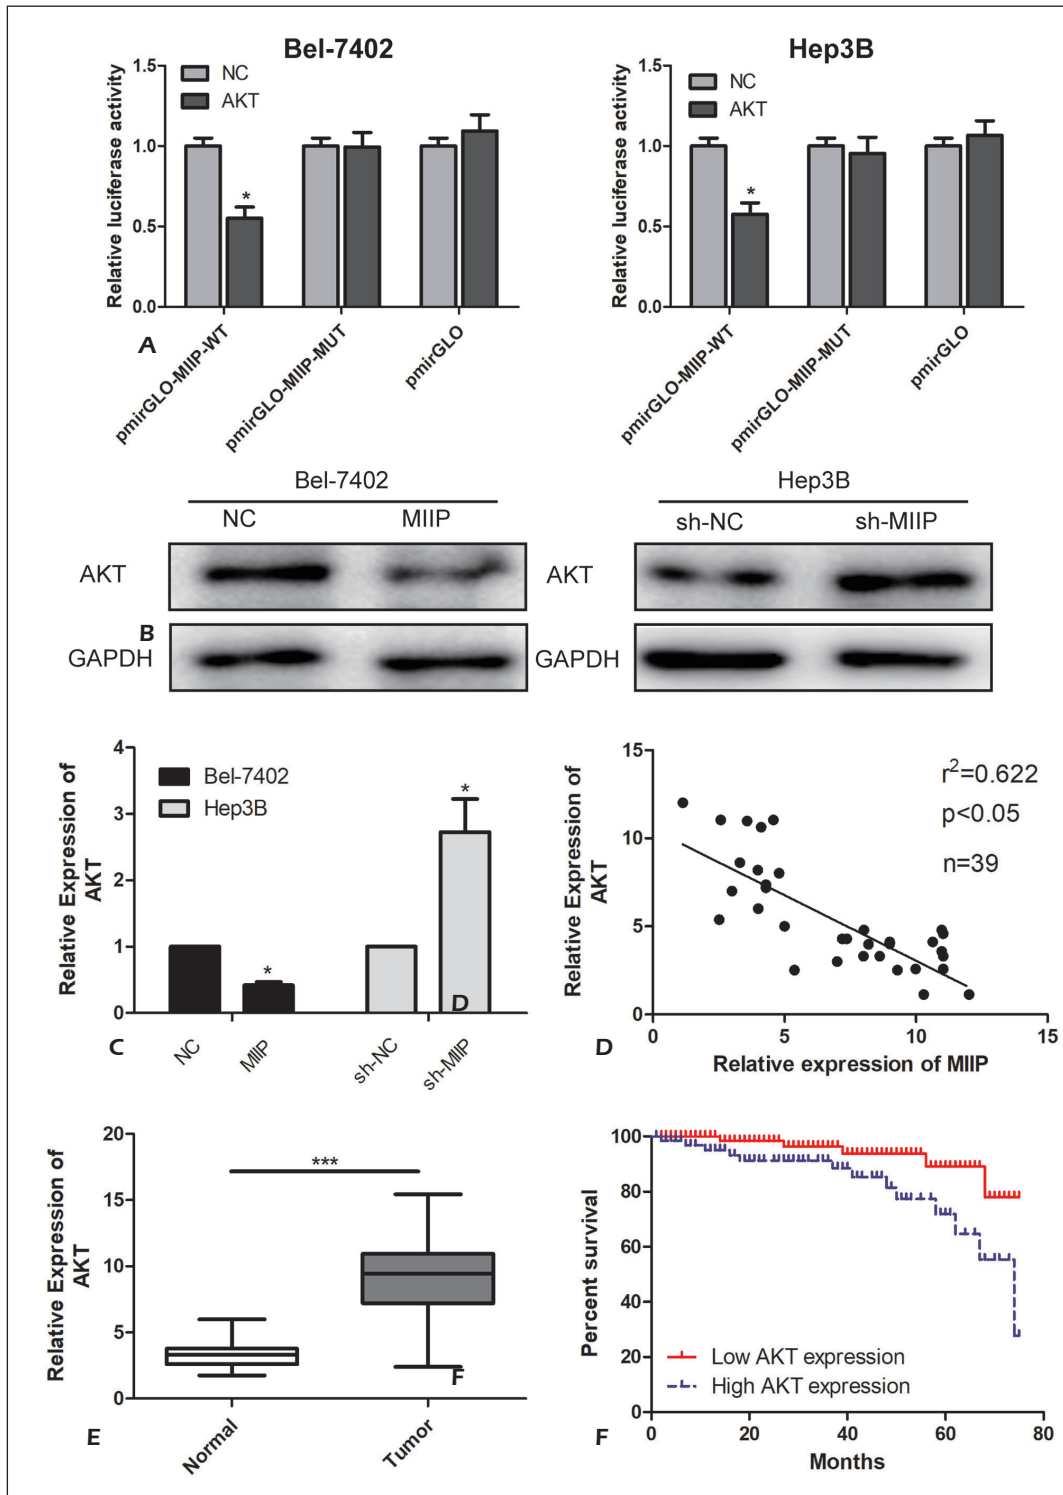 Bel-7402
Hep3B
Relative luciferase activity
1.5
1.0
0.5
0.0
NC
AKT
*
pmirGLO-MIIP-WT
pmirGLO-MIIP-MUT
pmirGLO
Relative luciferase activity
1.5
1.0
0.5
0.0
NC
AKT
*
pmirGLO-MIIP-WT
pmirGLO-MIIP-MUT
pmirGLO
A
Bel-7402
NC MIIP
AKT
GAPDH
Hep3B
sh-NC sh-MIIP
AKT
GAPDH
B
Relative Expression of
AKT
4
3
2
1
0
Bel-7402
Hep3B
*
*
D
NC
MIIP
sh-NC
sh-MIIP
C
Relative Expression of
AKT
15
10
5
0
r²=0.622
p<0.05
n=39
0 5 10 15
Relative expression of MIIP
D
Relative Expression of
AKT
20
15
10
5
0
***
F
Normal
Tumor
E
Percent survival
100
80
60
40
20
0
Low AKT expression
High AKT expression
0 20 40 60 80
Months
F